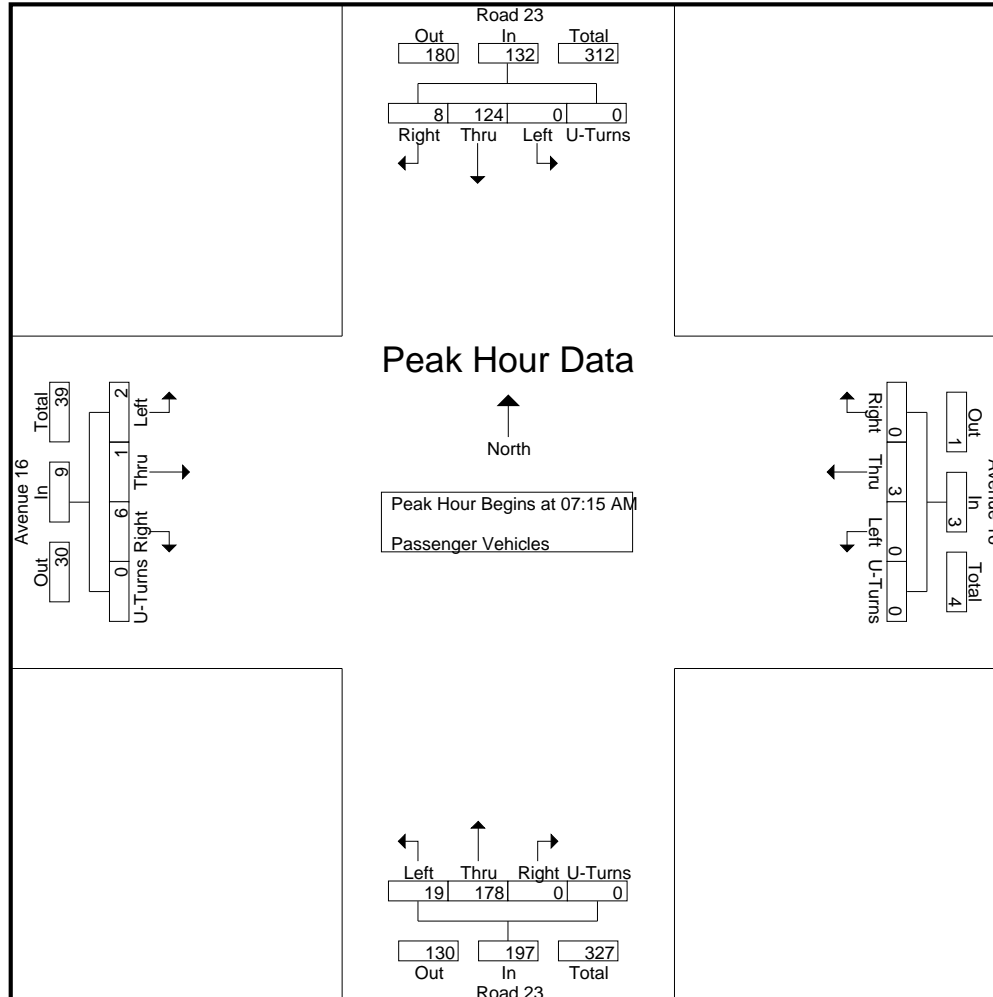 Road 23
Out In Total
180 132 312
8 124 0 0
Right Thru Left U-Turns
Peak Hour Data
North
Peak Hour Begins at 07:15 AM
Passenger Vehicles
Avenue 16
Total In Out
39 9 30
2 1 6 0
Left Thru Right U-Turns
Right Thru Left U-Turns
0 3 0 0
Out In Total
1 3 4
Left Thru Right U-Turns
19 178 0 0
130 197 327
Out In Total
Road 23